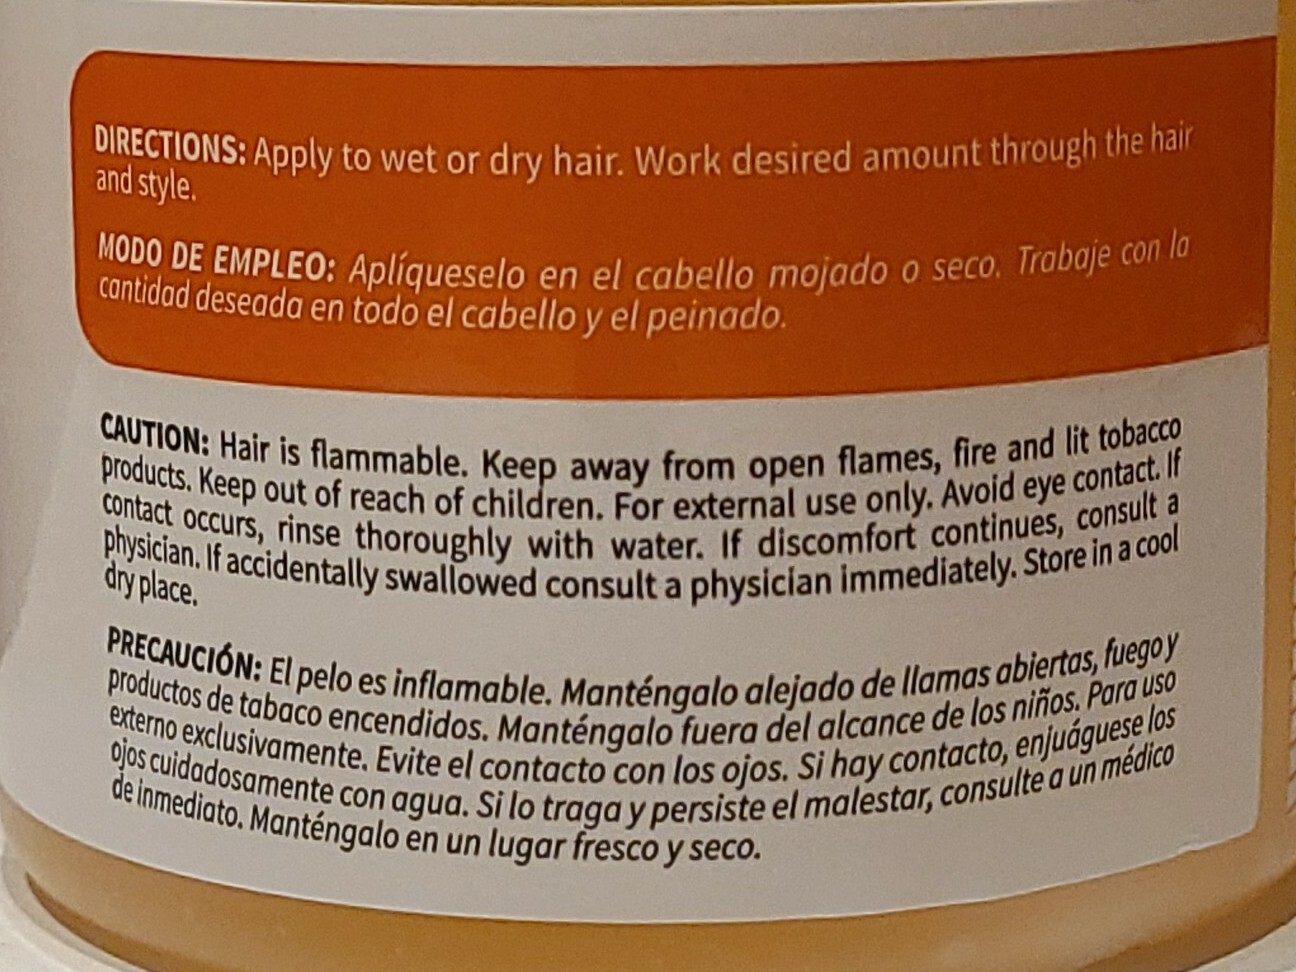 DIRECTIONS: Apply to wet or dry hair. Work desired amount through the hair
and style.
MODO DE EMPLEO: Aplíqueselo en el cabello mojado o seco. Trabaje con la
cantidad deseada en todo el cabello y el peinado.
CAUTION: Hair is flammable. Keep away from open flames, fire and lit tobacco
products. Keep out of reach of children. For external use only. Avoid eye contact. If
contact occurs, rinse thoroughly with water. If discomfort continues, consult a
physician. If accidentally swallowed consult a physician immediately. Store in a cool
dry place.
PRECAUCIÓN: El pelo es inflamable. Manténgalo alejado de llamas abiertas, fuego y
productos de tabaco encendidos. Manténgalo fuera del alcance de los niños. Para uso
externo exclusivamente. Evite el contacto con los ojos. Si hay contacto, enjuáguese los
ojos cuidadosamente con agua. Si lo traga y persiste el malestar, consulte a un médico
de inmediato. Manténgalo en un lugar fresco y seco.